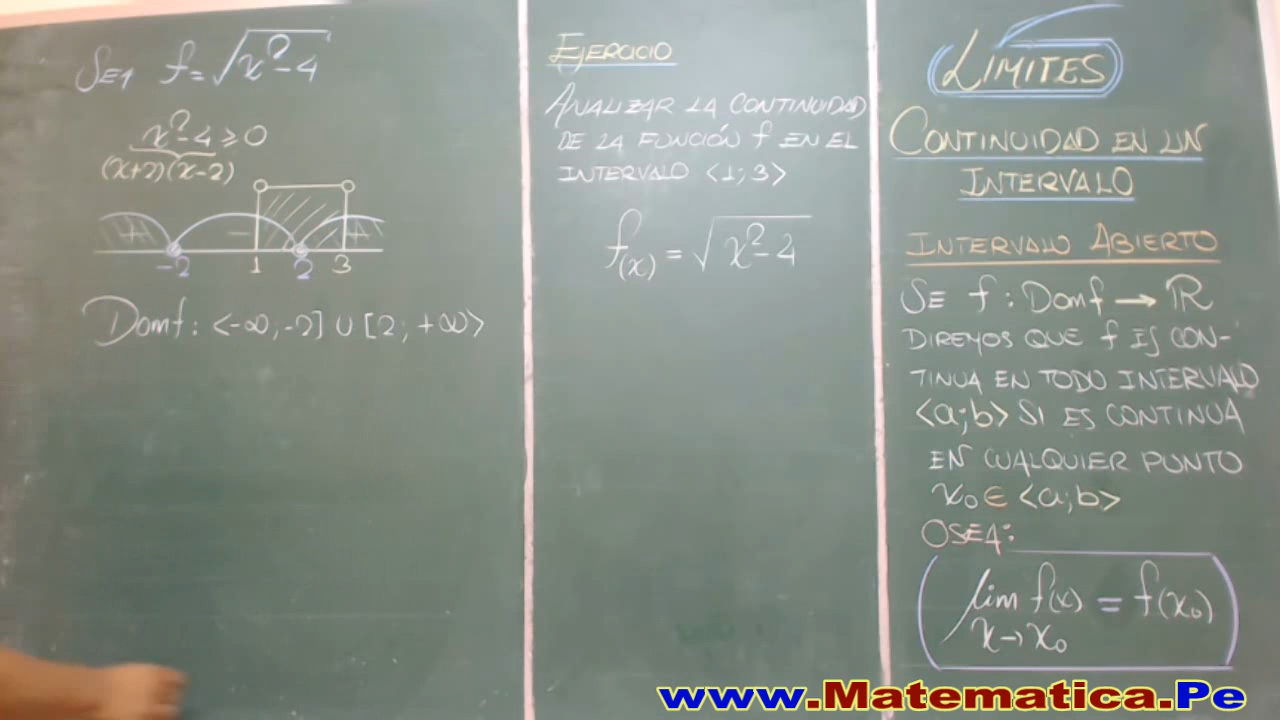 SEA f = √x²-4
x²-4 ≥ 0
(x+2)(x-2)
+ - +
-2 1 2 3
Domf: <-∞, -2] ∪ [2; +∞>
EJERCICIO
ANALIZAR LA CONTINUIDAD
DE LA FUNCIÓN f EN EL
INTERVALO <1; 3>
f(x) = √x²-4
LÍMITES
CONTINUIDAD EN UN
INTERVALO
INTERVALO ABIERTO
SE f : Domf → ℝ
DIREMOS QUE f ES CON-
TINUA EN TODO INTERVALO
<a;b> SI ES CONTINUA
EN CUALQUIER PUNTO
x₀ ∈ <a;b>
OSEA:
lim f(x) = f(x₀)
x→x₀
www.Matematica.Pe